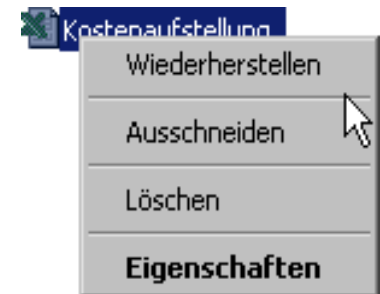 Kostenaufstellung
Wiederherstellen
Ausschneiden
Löschen
Eigenschaften